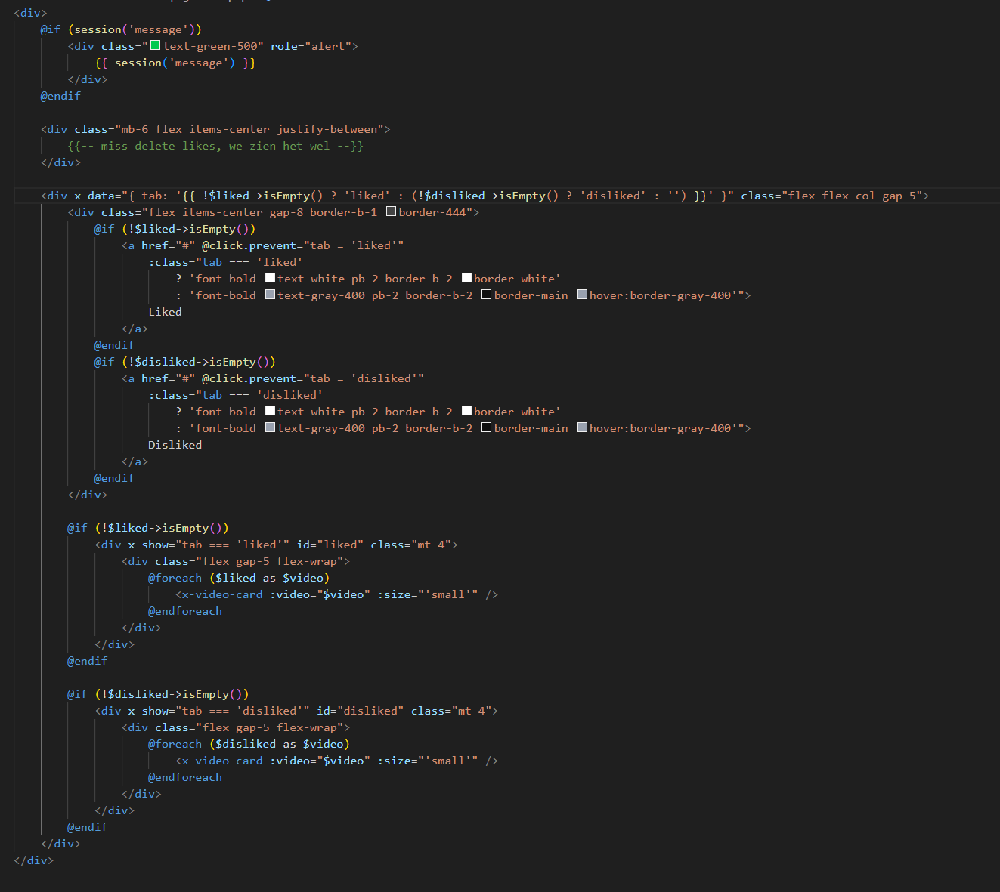 <div>
@if (session('message'))
<div class="text-green-500" role="alert">
{{ session('message') }}
</div>
@endif
<div class="mb-6 flex items-center justify-between">
{{-- miss delete likes, we zien het wel --}}
</div>
<div x-data="{ tab: '{{ !$liked->isEmpty() ? 'liked' : (!$disliked->isEmpty() ? 'disliked' : '') }}' }" class="flex flex-col gap-5">
<div class="flex items-center gap-8 border-b-1 border-444">
@if (!$liked->isEmpty())
<a href="#" @click.prevent="tab = 'liked'"
:class="tab === 'liked'
? 'font-bold text-white pb-2 border-b-2 border-white'
: 'font-bold text-gray-400 pb-2 border-b-2 border-main hover:border-gray-400'">
Liked
</a>
@endif
@if (!$disliked->isEmpty())
<a href="#" @click.prevent="tab = 'disliked'"
:class="tab === 'disliked'
? 'font-bold text-white pb-2 border-b-2 border-white'
: 'font-bold text-gray-400 pb-2 border-b-2 border-main hover:border-gray-400'">
Disliked
</a>
@endif
</div>
@if (!$liked->isEmpty())
<div x-show="tab === 'liked'" id="liked" class="mt-4">
<div class="flex gap-5 flex-wrap">
@foreach ($liked as $video)
<x-video-card :video="$video" :size="'small'" />
@endforeach
</div>
</div>
@endif
@if (!$disliked->isEmpty())
<div x-show="tab === 'disliked'" id="disliked" class="mt-4">
<div class="flex gap-5 flex-wrap">
@foreach ($disliked as $video)
<x-video-card :video="$video" :size="'small'" />
@endforeach
</div>
</div>
@endif
</div>
</div>